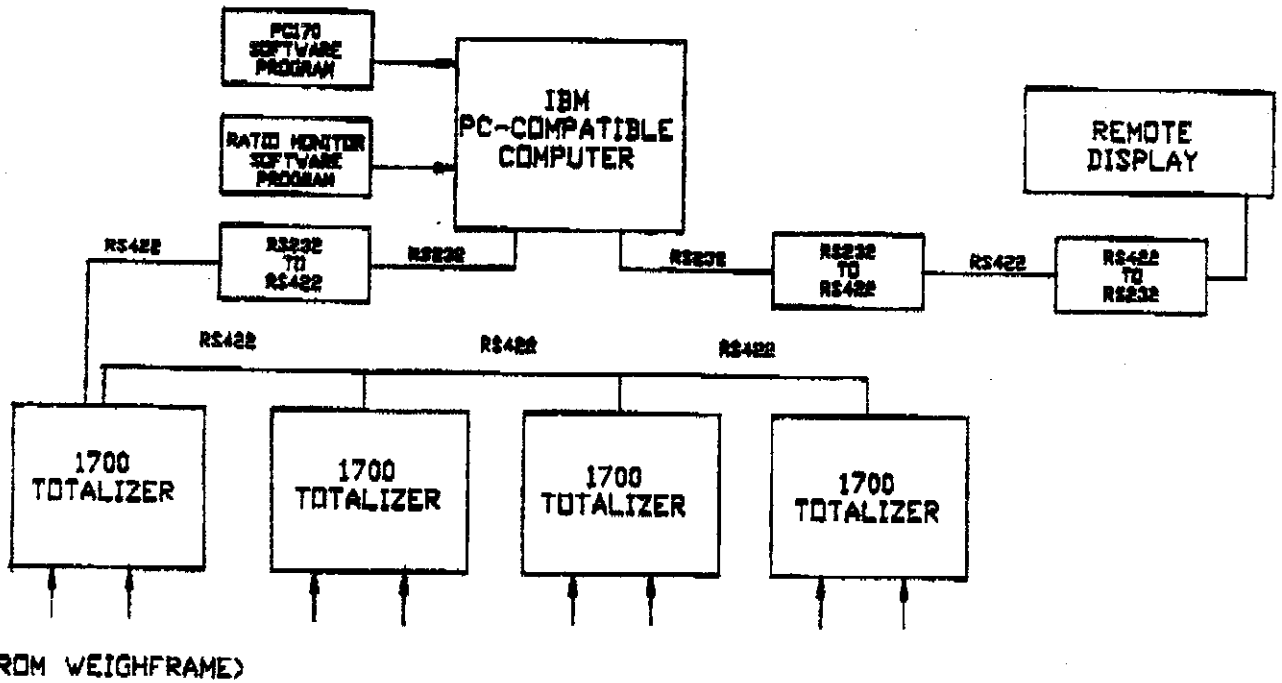 PC170
SOFTWARE
PROGRAM
IBM
PC-COMPATIBLE
COMPUTER
REMOTE
DISPLAY
RATIO MONITOR
SOFTWARE
PROGRAM
RS422
RS232
TO
RS422
RS232
RS232
RS232
TO
RS422
RS422
RS422
TO
RS232
RS422
RS422
RS422
1700
TOTALIZER
1700
TOTALIZER
1700
TOTALIZER
1700
TOTALIZER
ROM WEIGHFRAME)